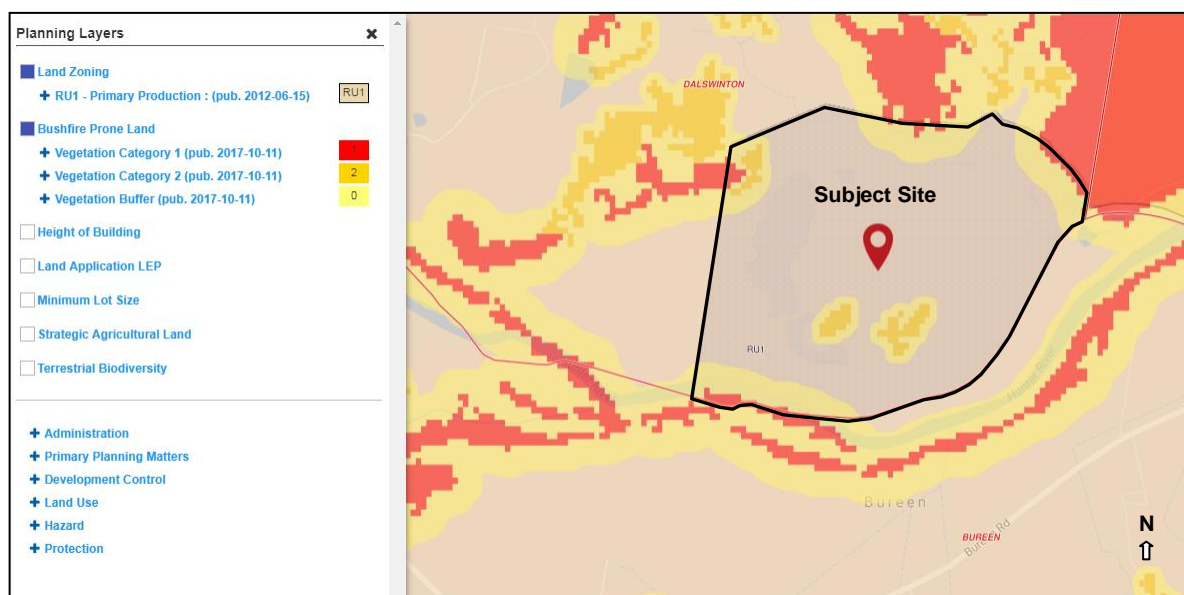 Planning Layers
Land Zoning
RU1 - Primary Production : (pub. 2012-06-15)
RU1
Bushfire Prone Land
Vegetation Category 1 (pub. 2017-10-11)
1
Vegetation Category 2 (pub. 2017-10-11)
2
Vegetation Buffer (pub. 2017-10-11)
0
Height of Building
Land Application LEP
Minimum Lot Size
Strategic Agricultural Land
Terrestrial Biodiversity
Administration
Primary Planning Matters
Development Control
Land Use
Hazard
Protection
DALSWINTON
Subject Site
RU1
Hunter River
Bureen
BUREEN
Bureen Rd
N